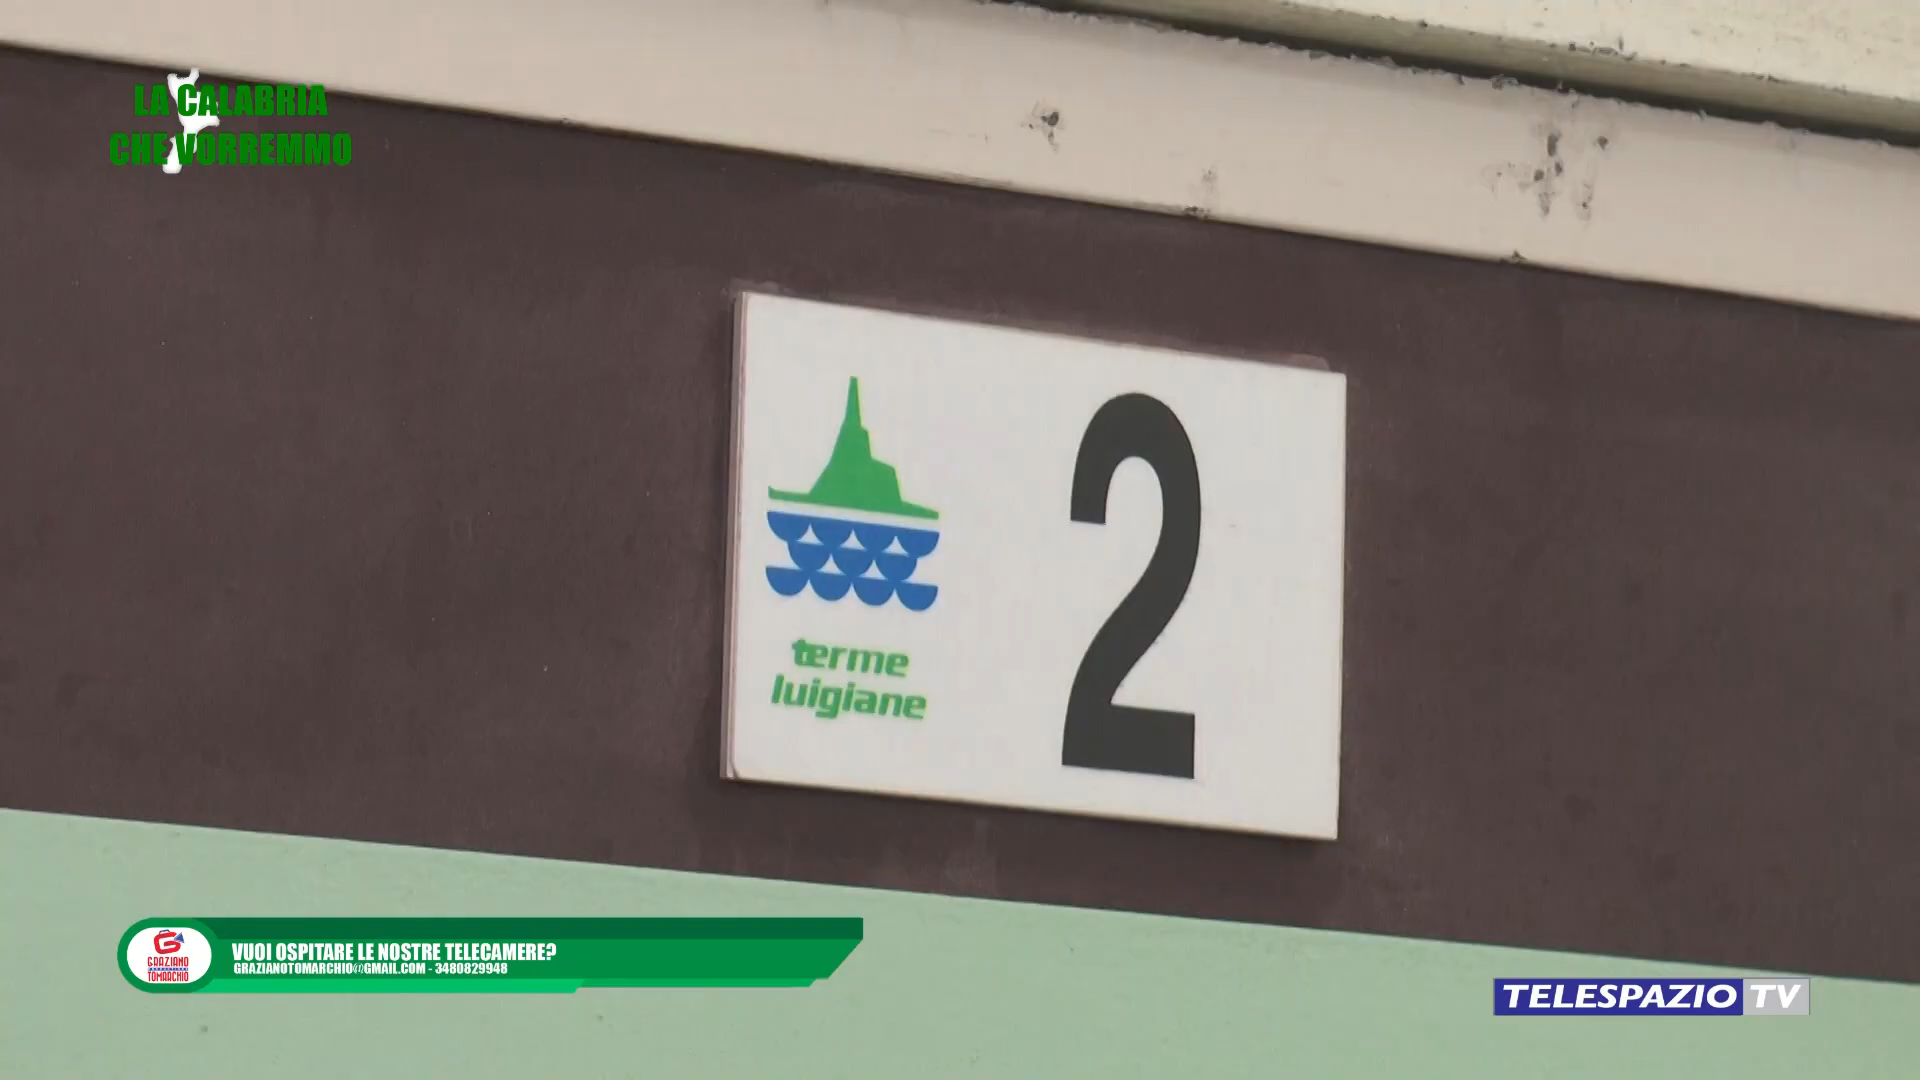 LA CALABRIA
CHE VORREMMO
2
terme
luigiane
GRAZIANO
TOMARCHIO
VUOI OSPITARE LE NOSTRE TELECAMERE?
GRAZIANOTOMARCHIO@GMAIL.COM - 3480829948
TELESPAZIO TV